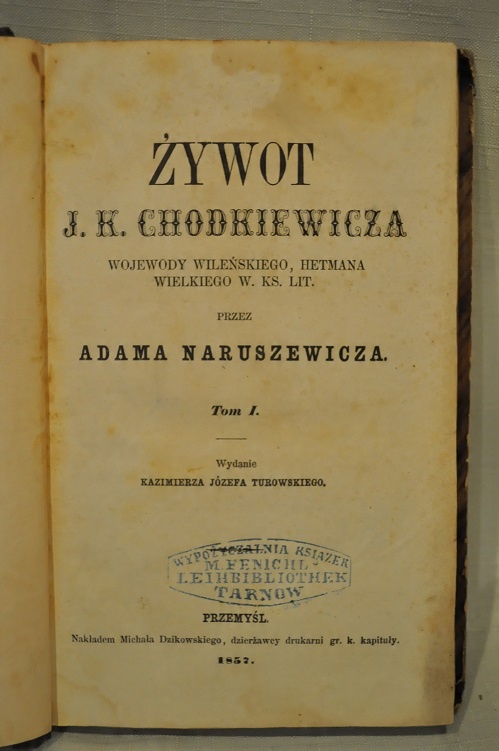 ŻYWOT
J. K. CHODKIEWICZA
WOJEWODY WILEŃSKIEGO, HETMANA
WIELKIEGO W. KS. LIT.
PRZEZ
ADAMA NARUSZEWICZA.
Tom I.
Wydanie
KAZIMIERZA JÓZEFA TUROWSKIEGO.
WYPOŻYCZALNIA KSIĄŻEK
M. FENICHL
LEIHBIBLIOTHEK
TARNOW
PRZEMYŚL.
Nakładem Michała Dzikowskiego, dzierżawcy drukarni gr. k. kapituły.
1857.